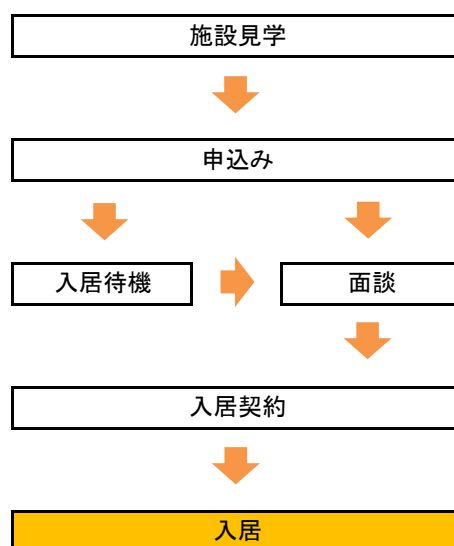 施設見学
申込み
入居待機
面談
入居契約
入居